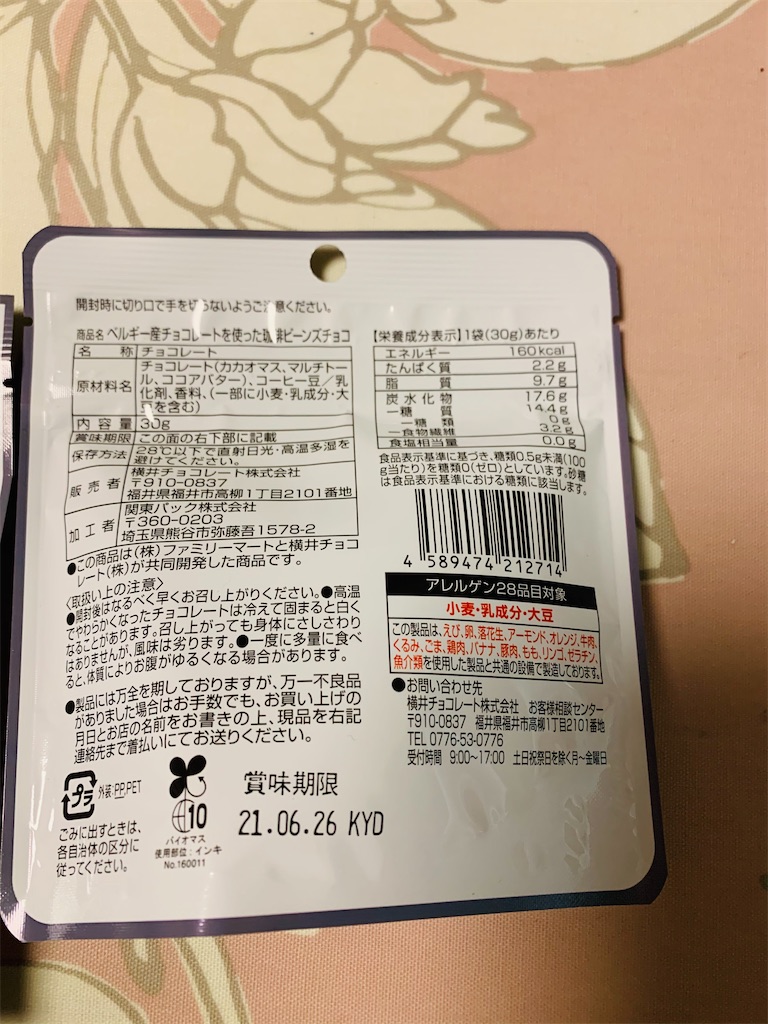 開封時に切り口で手を切らないようご注意ください。
商品名 ベルギー産チョコレートを使った珈琲ビーンズチョコ
名 称 チョコレート
原材料名 チョコレート(カカオマス、マルチトー
ル、ココアバター)、コーヒー豆/乳
化剤、香料、(一部に小麦・乳成分・大
豆を含む)
内 容 量 30g
賞味期限 この面の右下部に記載
保存方法 28℃以下で直射日光・高温多湿を
避けてください。
販 売 者 横井チョコレート株式会社
〒910-0837
福井県福井市高柳1丁目2101番地
加 工 者 関東パック株式会社
〒360-0203
埼玉県熊谷市弥藤吾1578-2
●この商品は(株)ファミリーマートと横井チョコ
レート(株)が共同開発した商品です。
〈取扱い上の注意〉
●開封後はなるべく早くお召し上がりください。●高温
でやわらかくなったチョコレートは冷えて固まると白く
なることがあります。召し上がっても身体にさしさわり
はありませんが、風味は劣ります。●一度に多量に食べ
ると、体質によりお腹がゆるくなる場合があります。
●製品には万全を期しておりますが、万一不良品
がありました場合はお手数でも、お買い上げの
月日とお店の名前をお書きの上、現品を右記
連絡先まで着払いにてお送りください。
【栄養成分表示】1袋(30g)あたり
エネルギー 160kcal
たんぱく質 2.2g
脂 質 9.7g
炭水化物 17.6g
-糖 質 14.4g
-糖 類 0g
-食物繊維 3.2g
食塩相当量 0.0g
食品表示基準に基づき、糖類0.5g未満(100
g当たり)を糖類0(ゼロ)としています。砂糖
は食品表示基準における糖類に該当します。
4 589474 212714
アレルゲン28品目対象
小麦・乳成分・大豆
この製品は、えび、卵、落花生、アーモンド、オレンジ、牛肉、
くるみ、ごま、鶏肉、バナナ、豚肉、もも、リンゴ、ゼラチン、
魚介類を使用した製品と共通の設備で製造しております。
●お問い合わせ先
横井チョコレート株式会社 お客様相談センター
〒910-0837 福井県福井市高柳1丁目2101番地
TEL 0776-53-0776
受付時間 9:00~17:00 土日祝祭日を除く月~金曜日
プラ 外装:PP,PET
ごみに出すときは、
各自治体の区分に
従ってください。
10
バイオマス
使用部位:インキ
No.160011
賞味期限
21.06.26 KYD